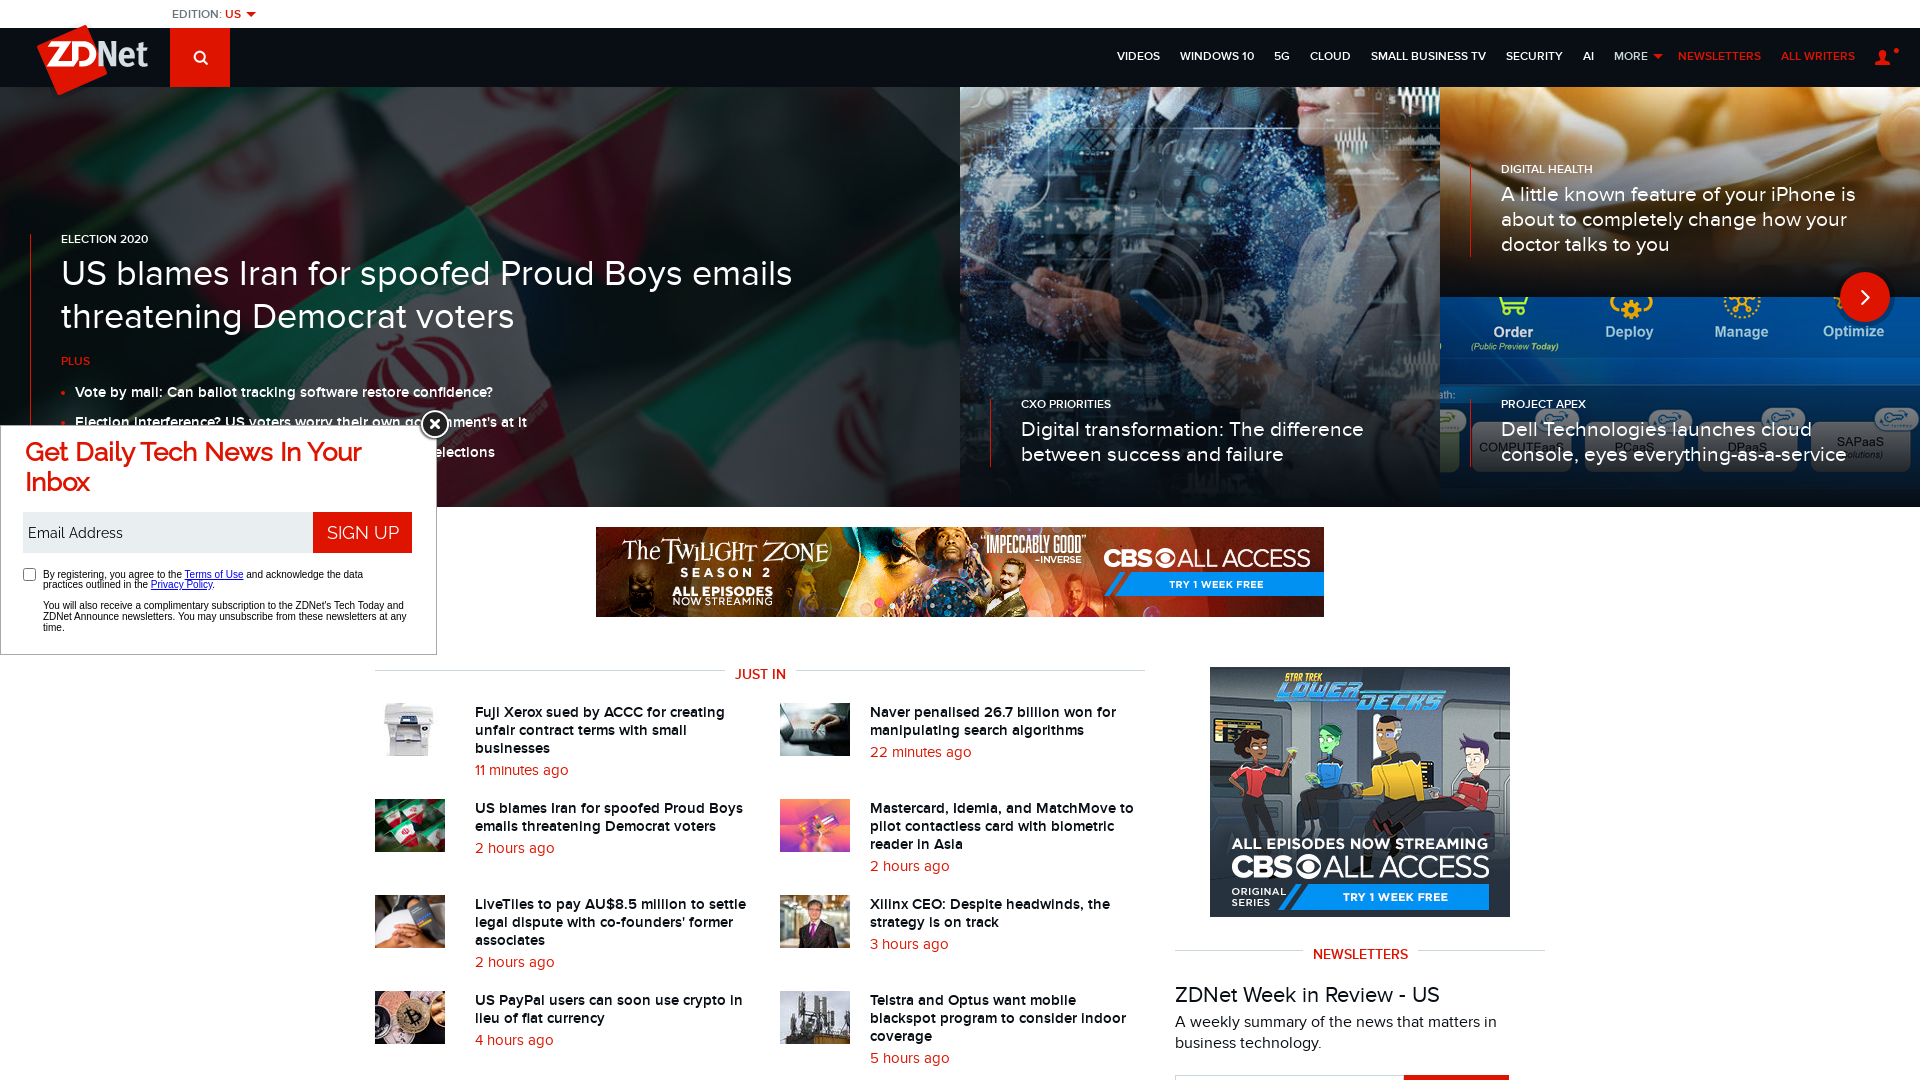 EDITION: US
ZDNet
VIDEOS
WINDOWS 10
5G
CLOUD
SMALL BUSINESS TV
SECURITY
AI
MORE
NEWSLETTERS
ALL WRITERS
ELECTION 2020
US blames Iran for spoofed Proud Boys emails
threatening Democrat voters
PLUS
Vote by mail: Can ballot tracking software restore confidence?
Election interference? US voters worry their own government's at it
elections
CXO PRIORITIES
Digital transformation: The difference
between success and failure
DIGITAL HEALTH
A little known feature of your iPhone is
about to completely change how your
doctor talks to you
Order
(Public Preview Today)
Deploy
Manage
Optimize
PROJECT APEX
Dell Technologies launches cloud
console, eyes everything-as-a-service
COMPUTEaaS
PCaaS
DPaaS
SAPaaS
Get Daily Tech News In Your
Inbox
Email Address
SIGN UP
By registering, you agree to the Terms of Use and acknowledge the data
practices outlined in the Privacy Policy.
You will also receive a complimentary subscription to the ZDNet's Tech Today and
ZDNet Announce newsletters. You may unsubscribe from these newsletters at any
time.
The TWILIGHT ZONE
SEASON 2
ALL EPISODES
NOW STREAMING
"IMPECCABLY GOOD"
–INVERSE
CBS ALL ACCESS
TRY 1 WEEK FREE
JUST IN
Fuji Xerox sued by ACCC for creating
unfair contract terms with small
businesses
11 minutes ago
Naver penalised 26.7 billion won for
manipulating search algorithms
22 minutes ago
US blames Iran for spoofed Proud Boys
emails threatening Democrat voters
2 hours ago
Mastercard, Idemia, and MatchMove to
pilot contactless card with biometric
reader in Asia
2 hours ago
LiveTiles to pay AU$8.5 million to settle
legal dispute with co-founders' former
associates
2 hours ago
Xilinx CEO: Despite headwinds, the
strategy is on track
3 hours ago
US PayPal users can soon use crypto in
lieu of fiat currency
4 hours ago
Telstra and Optus want mobile
blackspot program to consider indoor
coverage
5 hours ago
STAR TREK
LOWER DECKS
ALL EPISODES NOW STREAMING
CBS ALL ACCESS
ORIGINAL
SERIES
TRY 1 WEEK FREE
NEWSLETTERS
ZDNet Week in Review - US
A weekly summary of the news that matters in
business technology.